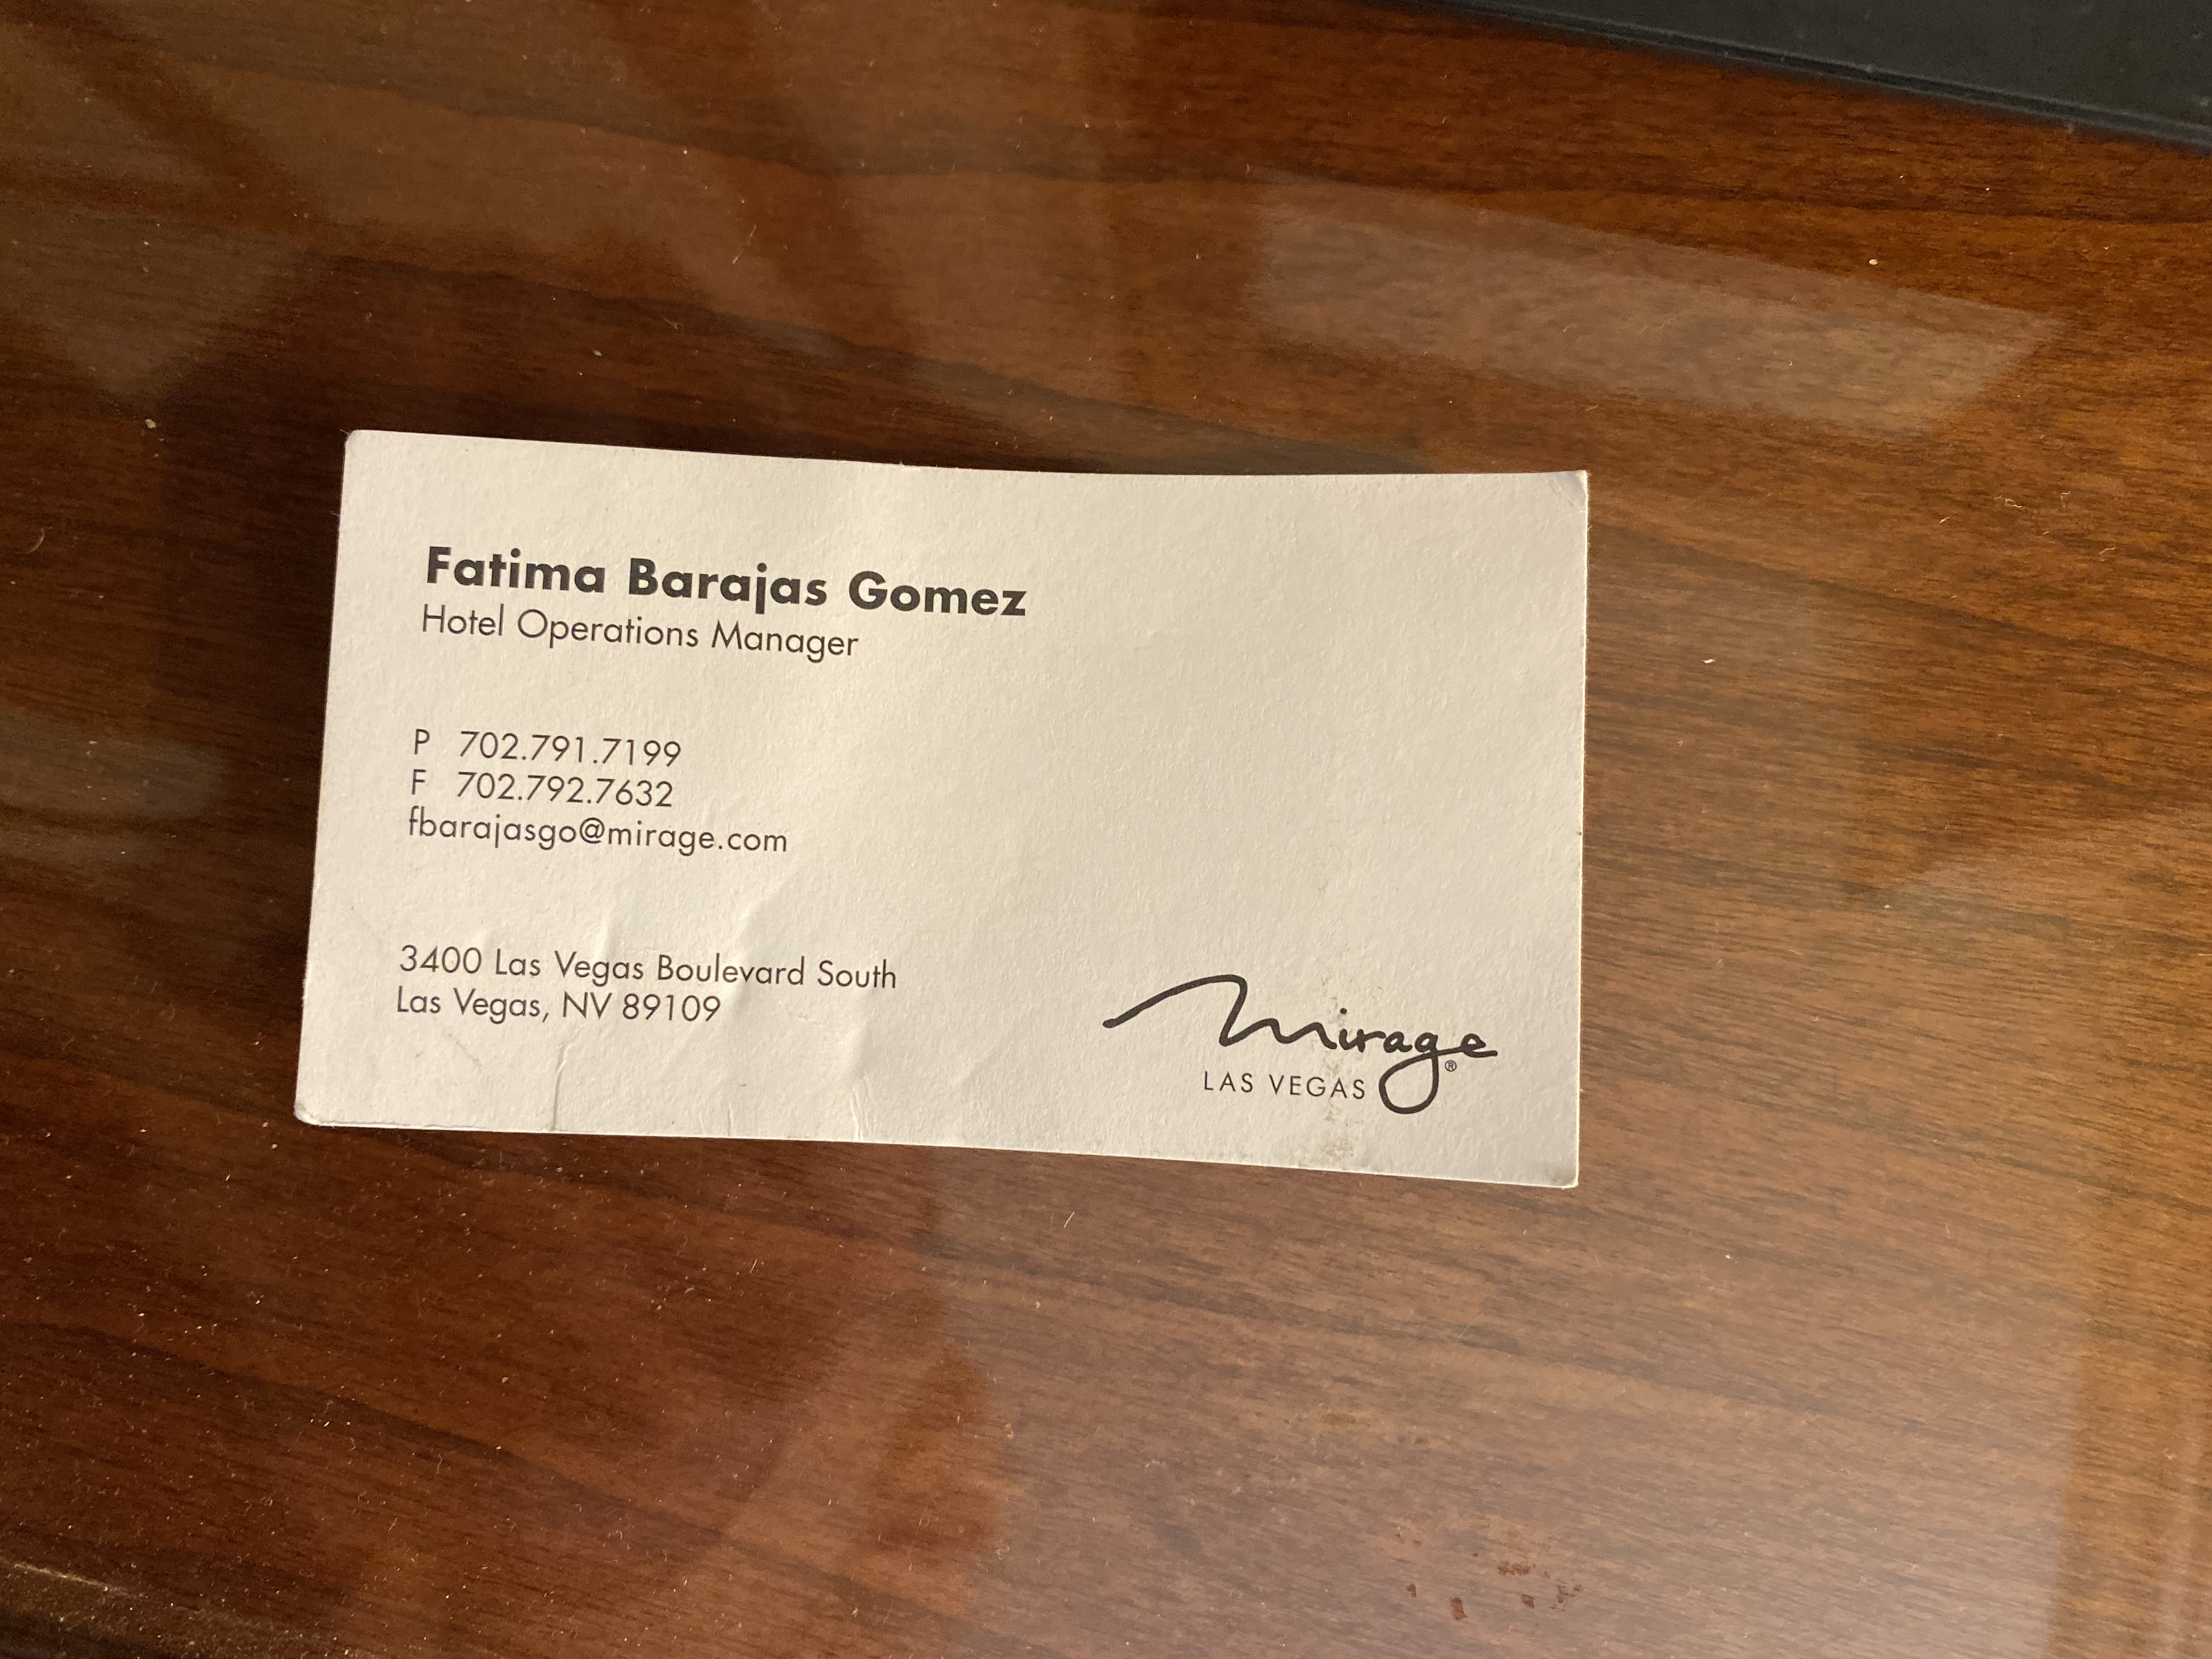 Fatima Barajas Gomez
Hotel Operations Manager
P 702.791.7199
F 702.792.7632
fbarajasgo@mirage.com
3400 Las Vegas Boulevard South
Las Vegas, NV 89109
Mirage®
LAS VEGAS